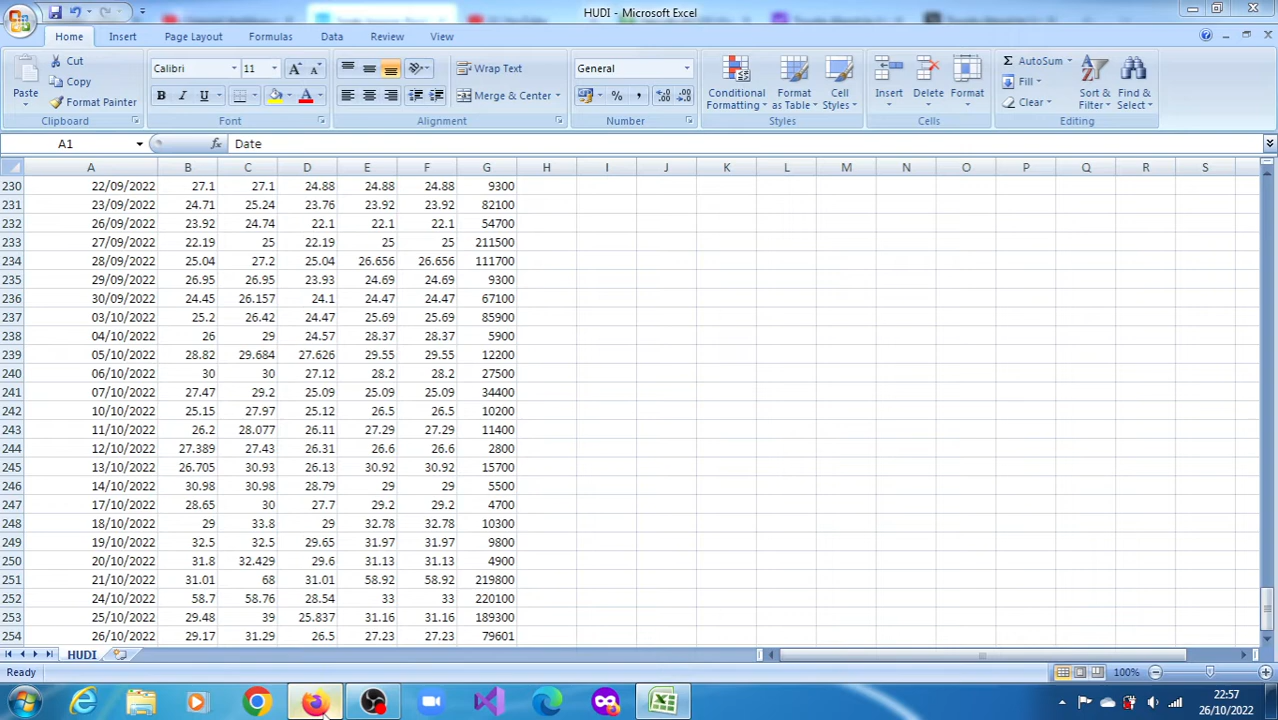 HUDI - Microsoft Excel
Home Insert Page Layout Formulas Data Review View
Cut
Copy
Format Painter
Paste
Clipboard
Calibri 11
B I U A
Font
Wrap Text
Merge & Center
Alignment
General
%
Number
Conditional Formatting
Format as Table
Cell Styles
Styles
Insert Delete Format
Cells
Σ AutoSum
Fill
Clear
Sort & Filter
Find & Select
Editing
A1 fx Date
A B C D E F G H I J K L M N O P Q R S
230 22/09/2022 27.1 27.1 24.88 24.88 24.88 9300
231 23/09/2022 24.71 25.24 23.76 23.92 23.92 82100
232 26/09/2022 23.92 24.74 22.1 22.1 22.1 54700
233 27/09/2022 22.19 25 22.19 25 25 211500
234 28/09/2022 25.04 27.2 25.04 26.656 26.656 111700
235 29/09/2022 26.95 26.95 23.93 24.69 24.69 9300
236 30/09/2022 24.45 26.157 24.1 24.47 24.47 67100
237 03/10/2022 25.2 26.42 24.47 25.69 25.69 85900
238 04/10/2022 26 29 24.57 28.37 28.37 5900
239 05/10/2022 28.82 29.684 27.626 29.55 29.55 12200
240 06/10/2022 30 30 27.12 28.2 28.2 27500
241 07/10/2022 27.47 29.2 25.09 25.09 25.09 34400
242 10/10/2022 25.15 27.97 25.12 26.5 26.5 10200
243 11/10/2022 26.2 28.077 26.11 27.29 27.29 11400
244 12/10/2022 27.389 27.43 26.31 26.6 26.6 2800
245 13/10/2022 26.705 30.93 26.13 30.92 30.92 15700
246 14/10/2022 30.98 30.98 28.79 29 29 5500
247 17/10/2022 28.65 30 27.7 29.2 29.2 4700
248 18/10/2022 29 33.8 29 32.78 32.78 10300
249 19/10/2022 32.5 32.5 29.65 31.97 31.97 9800
250 20/10/2022 31.8 32.429 29.6 31.13 31.13 4900
251 21/10/2022 31.01 68 31.01 58.92 58.92 219800
252 24/10/2022 58.7 58.76 28.54 33 33 220100
253 25/10/2022 29.48 39 25.837 31.16 31.16 189300
254 26/10/2022 29.17 31.29 26.5 27.23 27.23 79601
HUDI
Ready 100%
22:57
26/10/2022